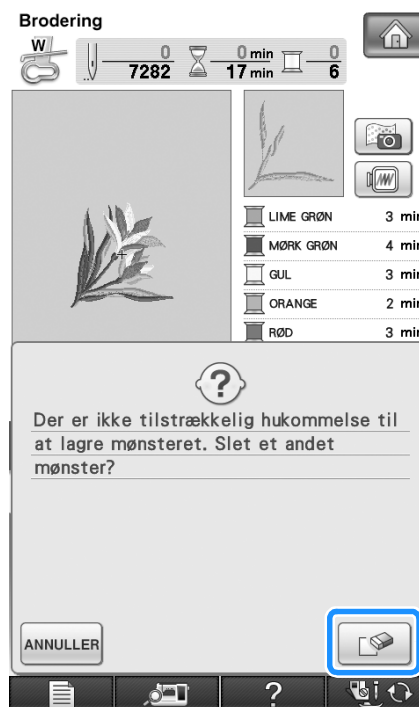 Brodering
W
0 0 min 0
7282 17 min 6
LIME GRØN 3 min
MØRK GRØN 4 min
GUL 3 min
ORANGE 2 min
RØD 3 min
?
Der er ikke tilstrækkelig hukommelse til
at lagre mønsteret. Slet et andet
mønster?
ANNULLER
?